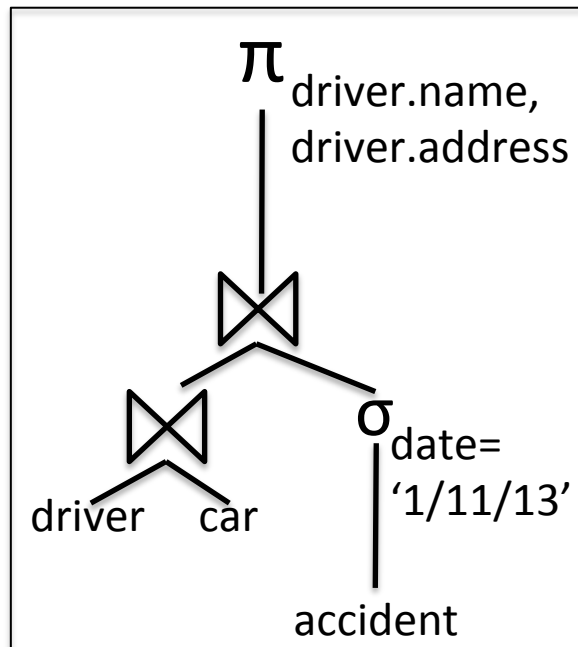 π driver.name,
driver.address
⋈
⋈
σ date=
‘1/11/13’
driver car
accident